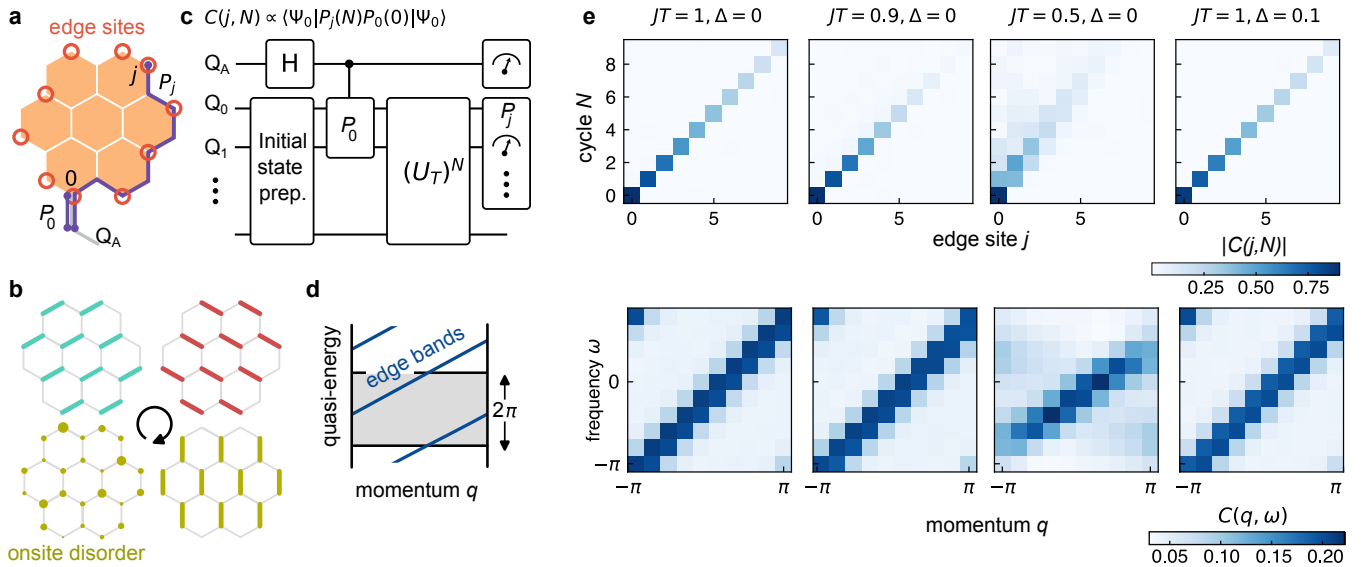 a
edge sites
j
P_j
0
P_0
Q_A
b
onsite disorder
c
C(j, N) ∝ ⟨Ψ_0|P_j(N)P_0(0)|Ψ_0⟩
Q_A
H
Q_0
Q_1
Initial
state
prep.
P_0
(U_T)^N
P_j
d
quasi-energy
edge bands
2π
momentum q
e
JT = 1, Δ = 0
JT = 0.9, Δ = 0
JT = 0.5, Δ = 0
JT = 1, Δ = 0.1
cycle N
8
6
4
2
0
0 5
0 5
0 5
0 5
edge site j
|C(j,N)|
0.25 0.50 0.75
frequency ω
0
−π
−π π
−π π
−π π
−π π
momentum q
C(q, ω)
0.05 0.10 0.15 0.20